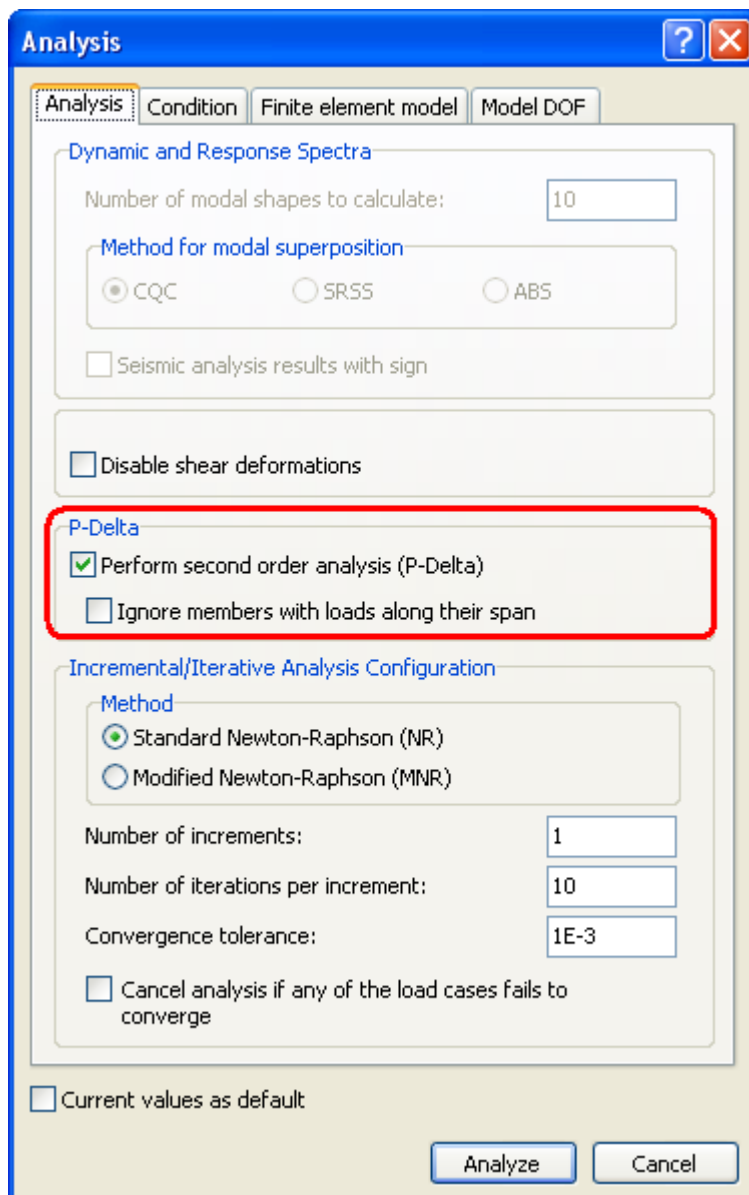 Analysis
Analysis Condition Finite element model Model DOF
Dynamic and Response Spectra
Number of modal shapes to calculate: 10
Method for modal superposition
CQC SRSS ABS
Seismic analysis results with sign
Disable shear deformations
P-Delta
Perform second order analysis (P-Delta)
Ignore members with loads along their span
Incremental/Iterative Analysis Configuration
Method
Standard Newton-Raphson (NR)
Modified Newton-Raphson (MNR)
Number of increments: 1
Number of iterations per increment: 10
Convergence tolerance: 1E-3
Cancel analysis if any of the load cases fails to
converge
Current values as default
Analyze Cancel